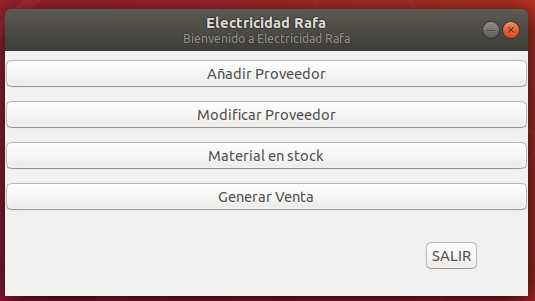 Electricidad Rafa
Bienvenido a Electricidad Rafa
Añadir Proveedor
Modificar Proveedor
Material en stock
Generar Venta
SALIR